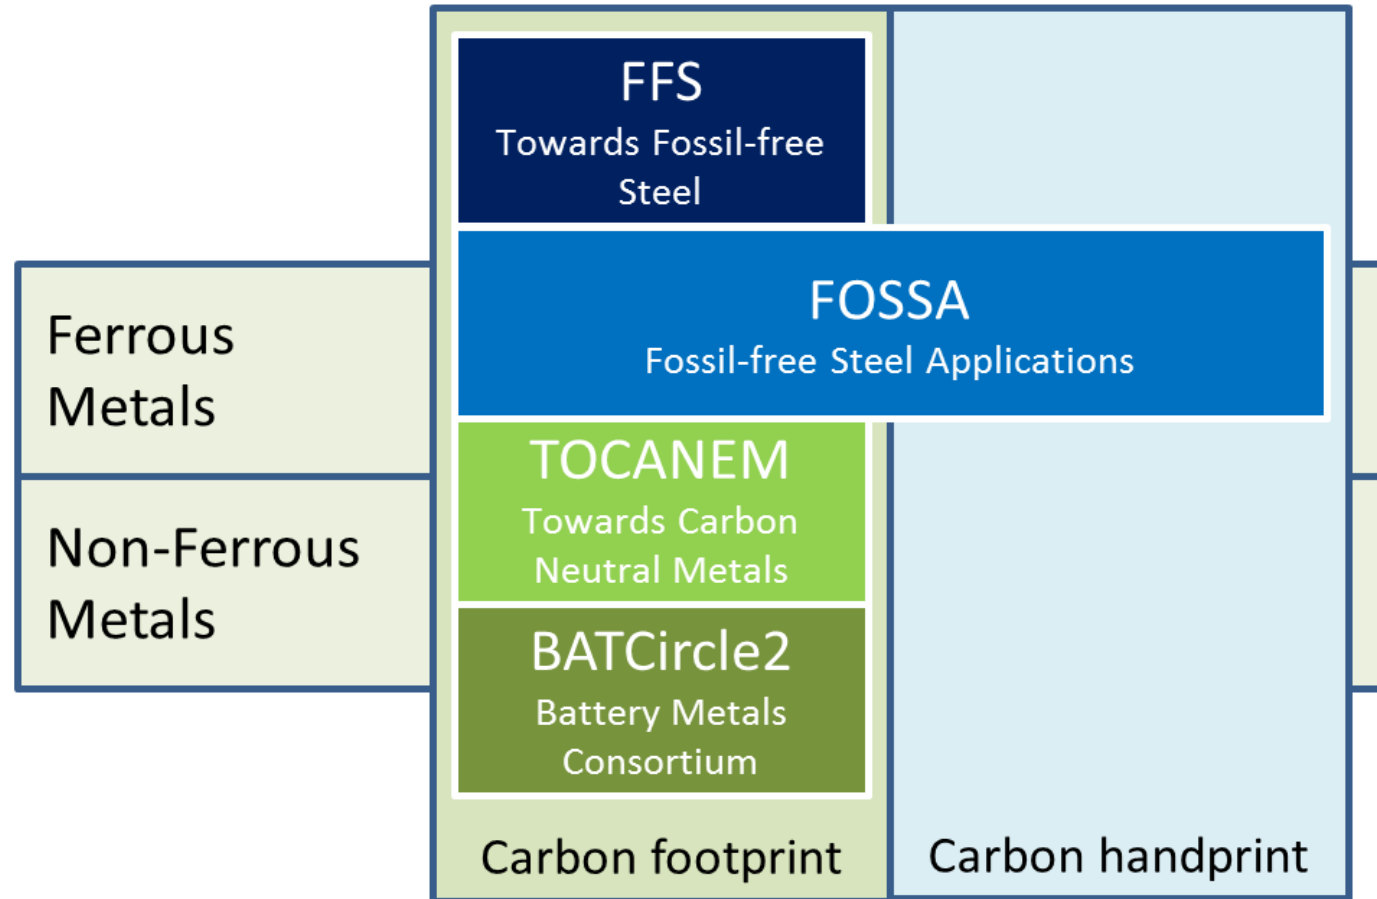 FFS
Towards Fossil-free
Steel
FOSSA
Fossil-free Steel Applications
Ferrous
Metals
TOCANEM
Towards Carbon
Neutral Metals
Non-Ferrous
Metals
BATCircle2
Battery Metals
Consortium
Carbon footprint
Carbon handprint